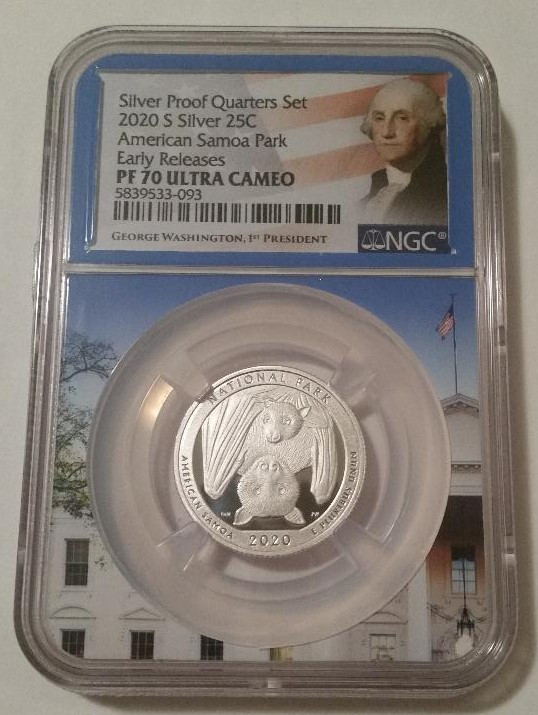 Silver Proof Quarters Set
2020 S Silver 25C
American Samoa Park
Early Releases
PF 70 ULTRA CAMEO
5839533-093
GEORGE WASHINGTON, 1ST PRESIDENT
NGC®
NATIONAL PARK
AMERICAN SAMOA
2020
E PLURIBUS UNUM